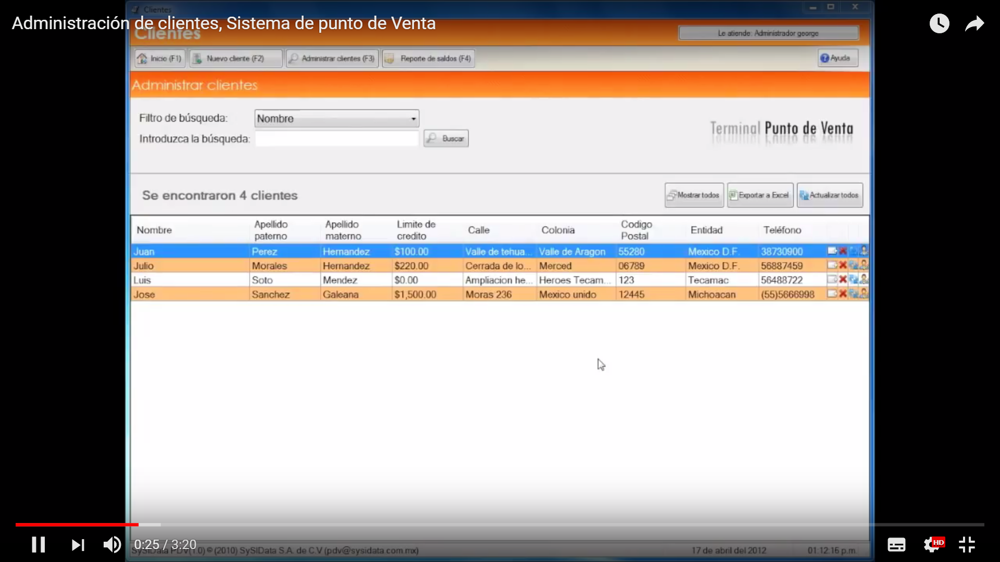 Clientes
Administración de clientes, Sistema de punto de Venta
Clientes
Le atiende: Administrador george
Inicio (F1) Nuevo cliente (F2) Administrar clientes (F3) Reporte de saldos (F4) Ayuda
Administrar clientes
Filtro de búsqueda: Nombre
Introduzca la búsqueda: Buscar
Terminal Punto de Venta
Se encontraron 4 clientes Mostrar todos Exportar a Excel Actualizar todos
Nombre Apellido paterno Apellido materno Limite de credito Calle Colonia Codigo Postal Entidad Teléfono
Juan Perez Hernandez $100.00 Valle de tehua... Valle de Aragon 55280 Mexico D.F. 38730900
Julio Morales Hernandez $220.00 Cerrada de lo... Merced 06789 Mexico D.F. 56887459
Luis Soto Mendez $0.00 Ampliacion he... Heroes Tecam... 123 Tecamac 56488722
Jose Sanchez Galeana $1,500.00 Moras 236 Mexico unido 12445 Michoacan (55)5666998
0:25 / 3:20 HD
SySIData PDV(1.0) © (2010) SySIData S.A. de C.V (pdv@sysidata.com.mx) 17 de abril del 2012 01:12:16 p.m.